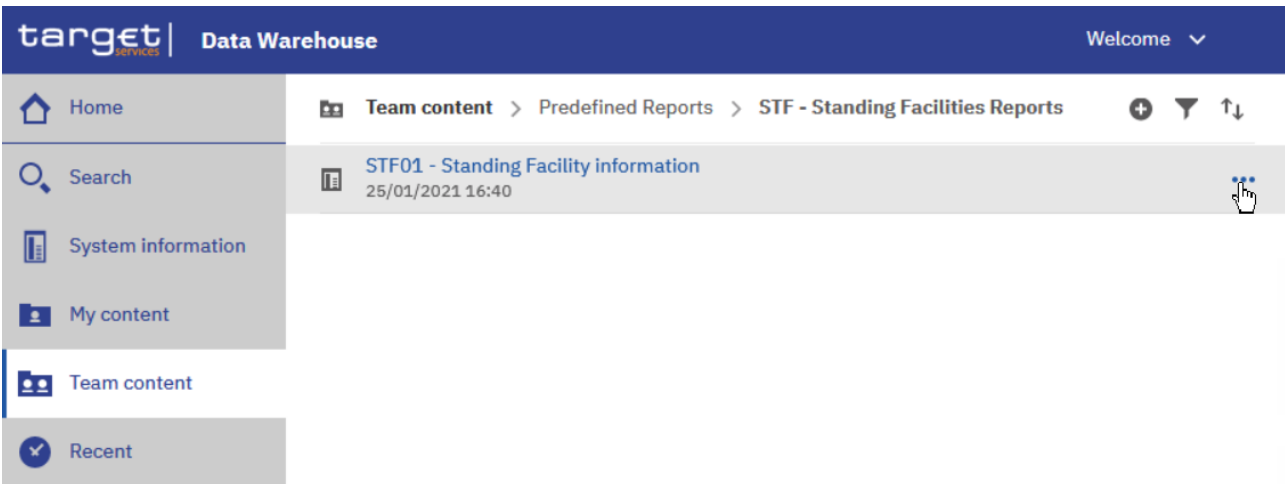 target services | Data Warehouse Welcome
Home
Team content > Predefined Reports > STF - Standing Facilities Reports
Search
STF01 - Standing Facility information
25/01/2021 16:40
System information
My content
Team content
Recent